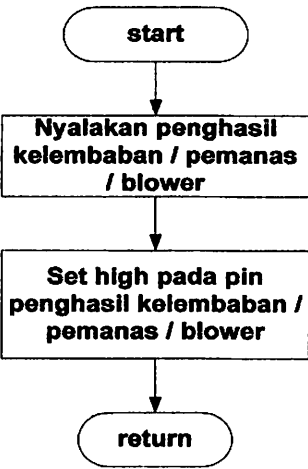 start
Nyalakan penghasil
kelembaban / pemanas
/ blower
Set high pada pin
penghasil kelembaban /
pemanas / blower
return